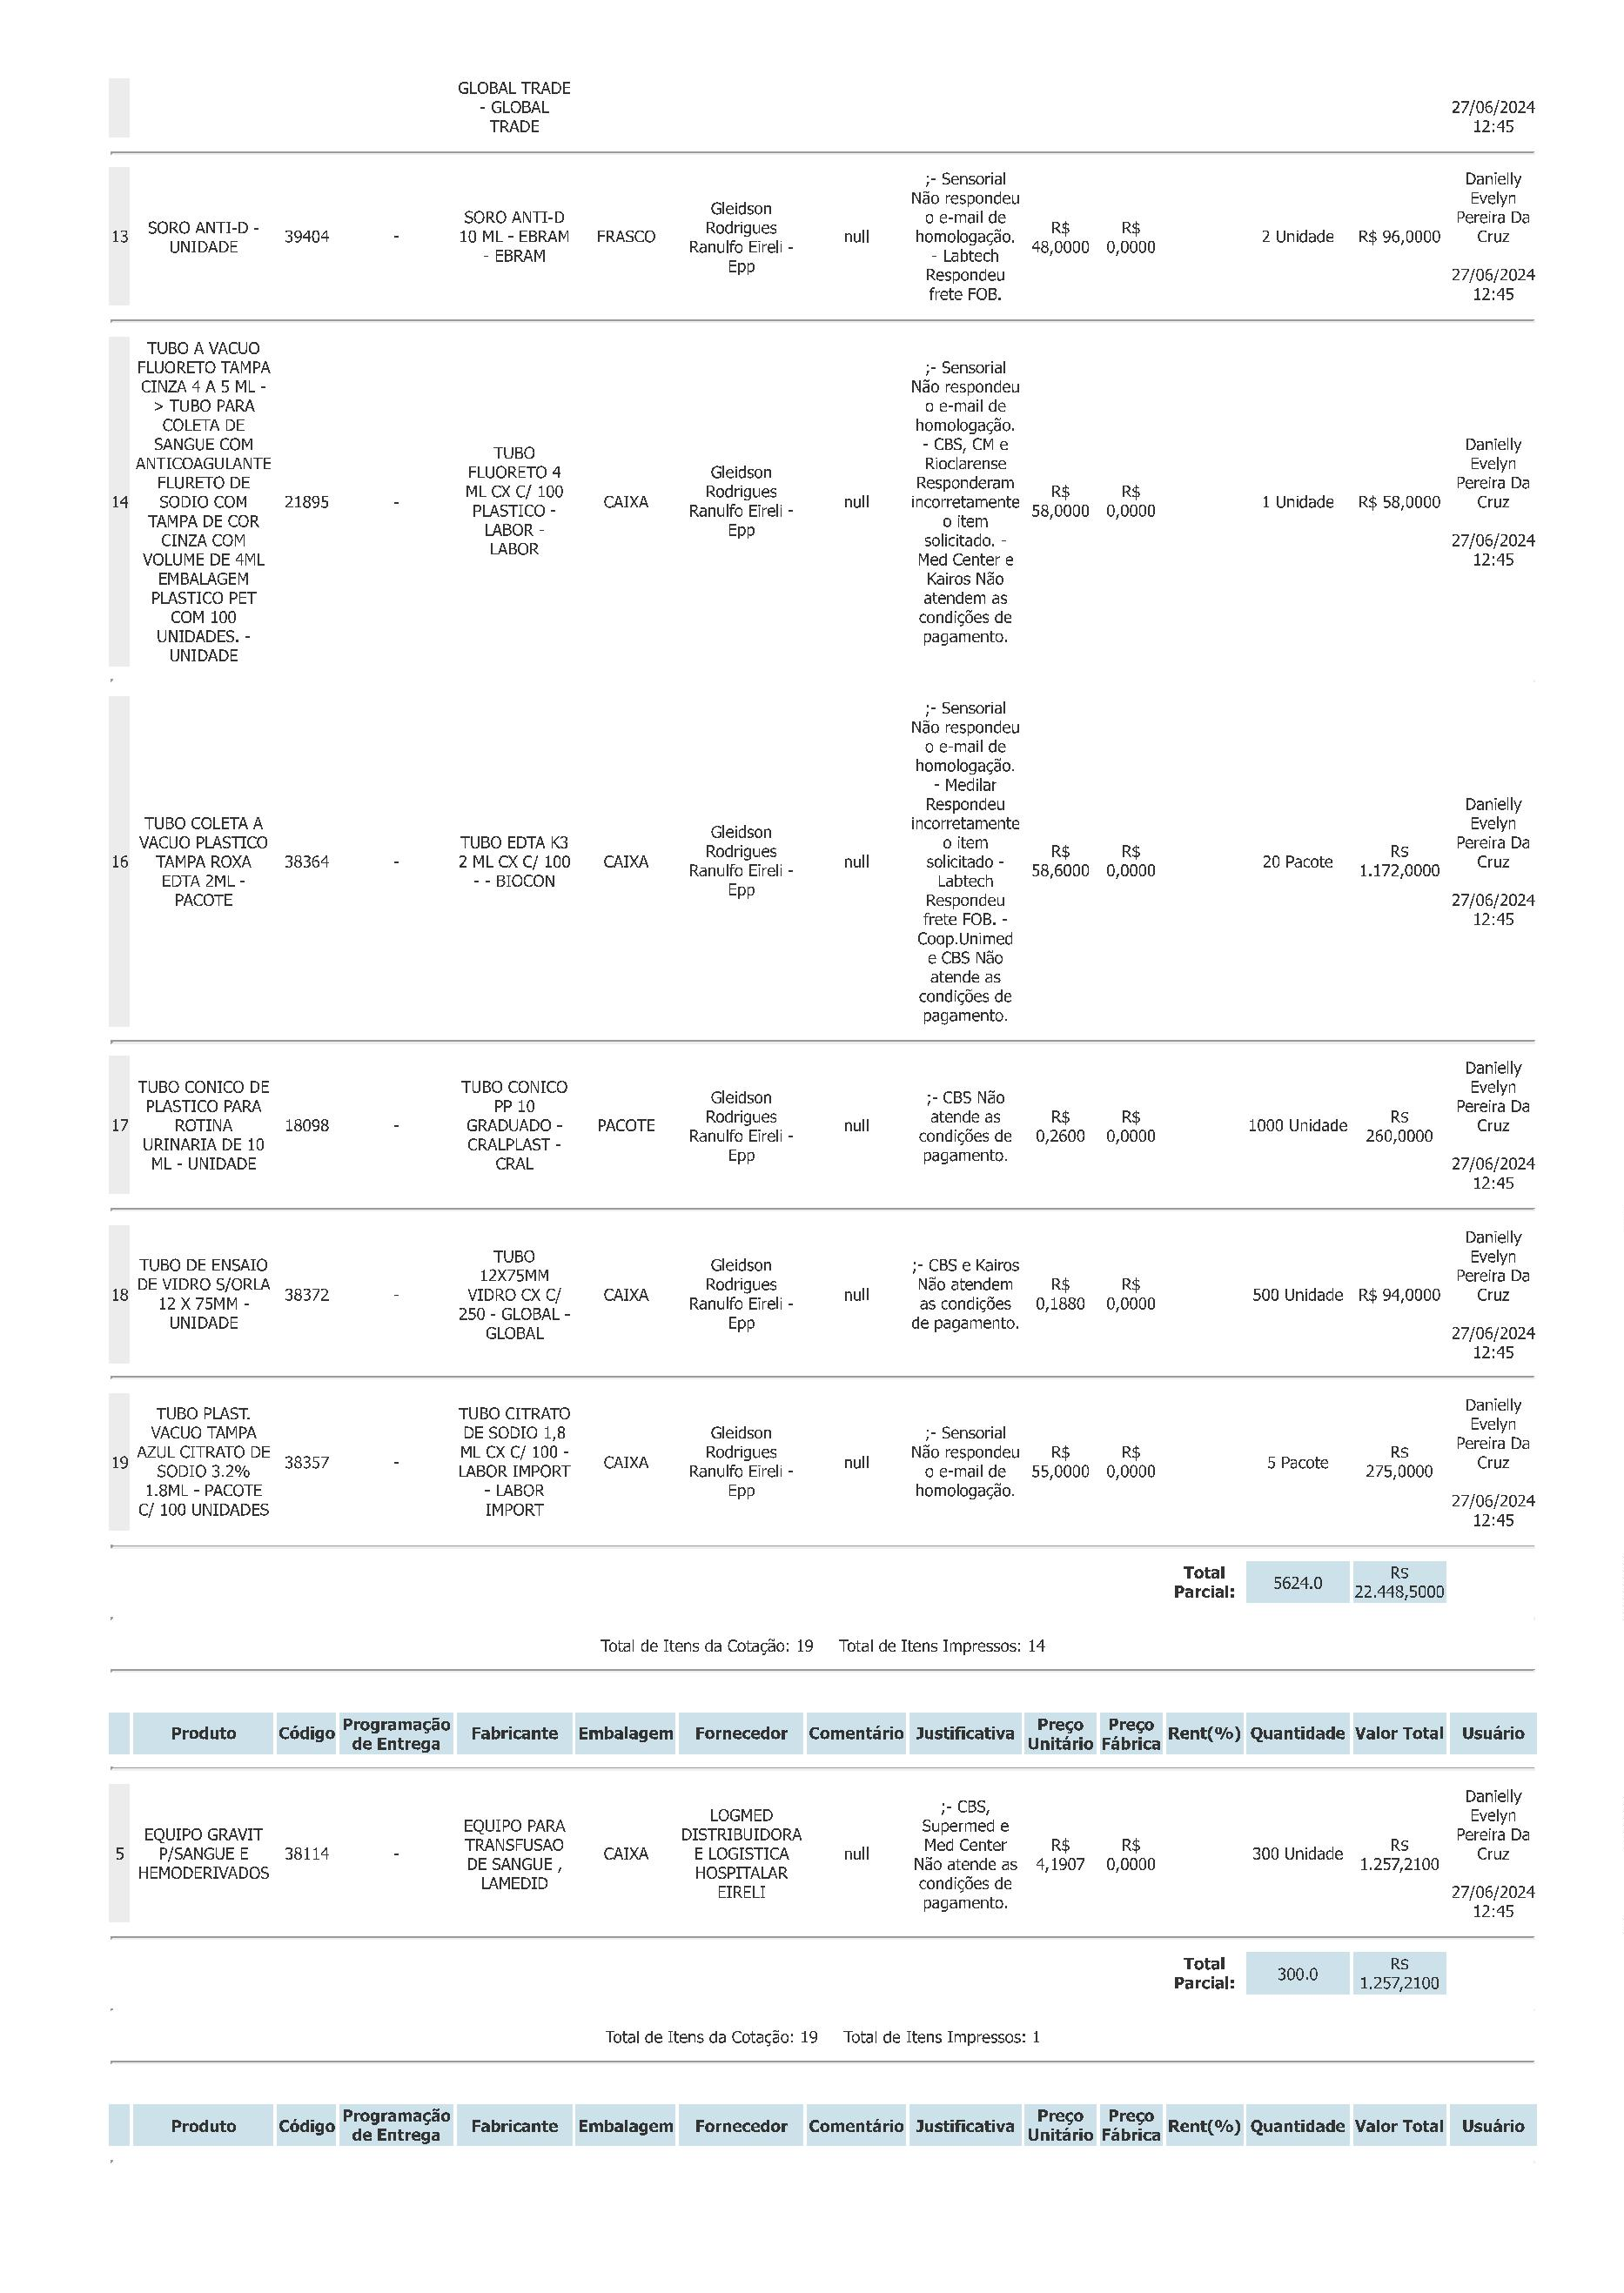 GLOBAL TRADE
- GLOBAL
TRADE
27/06/2024
12:45
13
SORO ANTI-D -
UNIDADE
39404
-
SORO ANTI-D
10 ML - EBRAM
- EBRAM
FRASCO
Gleidson
Rodrigues
Ranulfo Eireli -
Epp
null
;- Sensorial
Não respondeu
o e-mail de
homologação.
- Labtech
Respondeu
frete FOB.
R$
48,0000
R$
0,0000
2 Unidade
R$ 96,0000
Danielly
Evelyn
Pereira Da
Cruz
27/06/2024
12:45
14
TUBO A VACUO
FLUORETO TAMPA
CINZA 4 A 5 ML -
> TUBO PARA
COLETA DE
SANGUE COM
ANTICOAGULANTE
FLURETO DE
SODIO COM
TAMPA DE COR
CINZA COM
VOLUME DE 4ML
EMBALAGEM
PLASTICO PET
COM 100
UNIDADES. -
UNIDADE
21895
-
TUBO
FLUORETO 4
ML CX C/ 100
PLASTICO -
LABOR -
LABOR
CAIXA
Gleidson
Rodrigues
Ranulfo Eireli -
Epp
null
;- Sensorial
Não respondeu
o e-mail de
homologação.
- CBS, CM e
Rioclarense
Responderam
incorretamente
o item
solicitado. -
Med Center e
Kairos Não
atendem as
condições de
pagamento.
R$
58,0000
R$
0,0000
1 Unidade
R$ 58,0000
Danielly
Evelyn
Pereira Da
Cruz
27/06/2024
12:45
16
TUBO COLETA A
VACUO PLASTICO
TAMPA ROXA
EDTA 2ML -
PACOTE
38364
-
TUBO EDTA K3
2 ML CX C/ 100
- - BIOCON
CAIXA
Gleidson
Rodrigues
Ranulfo Eireli -
Epp
null
;- Sensorial
Não respondeu
o e-mail de
homologação.
- Medilar
Respondeu
incorretamente
o item
solicitado -
Labtech
Respondeu
frete FOB. -
Coop.Unimed
e CBS Não
atende as
condições de
pagamento.
R$
58,6000
R$
0,0000
20 Pacote
R$
1.172,0000
Danielly
Evelyn
Pereira Da
Cruz
27/06/2024
12:45
17
TUBO CONICO DE
PLASTICO PARA
ROTINA
URINARIA DE 10
ML - UNIDADE
18098
-
TUBO CONICO
PP 10
GRADUADO -
CRALPLAST -
CRAL
PACOTE
Gleidson
Rodrigues
Ranulfo Eireli -
Epp
null
;- CBS Não
atende as
condições de
pagamento.
R$
0,2600
R$
0,0000
1000 Unidade
R$
260,0000
Danielly
Evelyn
Pereira Da
Cruz
27/06/2024
12:45
18
TUBO DE ENSAIO
DE VIDRO S/ORLA
12 X 75MM -
UNIDADE
38372
-
TUBO
12X75MM
VIDRO CX C/
250 - GLOBAL -
GLOBAL
CAIXA
Gleidson
Rodrigues
Ranulfo Eireli -
Epp
null
;- CBS e Kairos
Não atendem
as condições
de pagamento.
R$
0,1880
R$
0,0000
500 Unidade
R$ 94,0000
Danielly
Evelyn
Pereira Da
Cruz
27/06/2024
12:45
19
TUBO PLAST.
VACUO TAMPA
AZUL CITRATO DE
SODIO 3.2%
1.8ML - PACOTE
C/ 100 UNIDADES
38357
-
TUBO CITRATO
DE SODIO 1,8
ML CX C/ 100 -
LABOR IMPORT
- LABOR
IMPORT
CAIXA
Gleidson
Rodrigues
Ranulfo Eireli -
Epp
null
;- Sensorial
Não respondeu
o e-mail de
homologação.
R$
55,0000
R$
0,0000
5 Pacote
R$
275,0000
Danielly
Evelyn
Pereira Da
Cruz
27/06/2024
12:45
Total
Parcial:
5624.0
R$
22.448,5000
Total de Itens da Cotação: 19 Total de Itens Impressos: 14
Produto
Código
Programação
de Entrega
Fabricante
Embalagem
Fornecedor
Comentário
Justificativa
Preço
Unitário
Preço
Fábrica
Rent(%)
Quantidade
Valor Total
Usuário
5
EQUIPO GRAVIT
P/SANGUE E
HEMODERIVADOS
38114
-
EQUIPO PARA
TRANSFUSAO
DE SANGUE ,
LAMEDID
CAIXA
LOGMED
DISTRIBUIDORA
E LOGISTICA
HOSPITALAR
EIRELI
null
;- CBS,
Supermed e
Med Center
Não atende as
condições de
pagamento.
R$
4,1907
R$
0,0000
300 Unidade
R$
1.257,2100
Danielly
Evelyn
Pereira Da
Cruz
27/06/2024
12:45
Total
Parcial:
300.0
R$
1.257,2100
Total de Itens da Cotação: 19 Total de Itens Impressos: 1
Produto
Código
Programação
de Entrega
Fabricante
Embalagem
Fornecedor
Comentário
Justificativa
Preço
Unitário
Preço
Fábrica
Rent(%)
Quantidade
Valor Total
Usuário